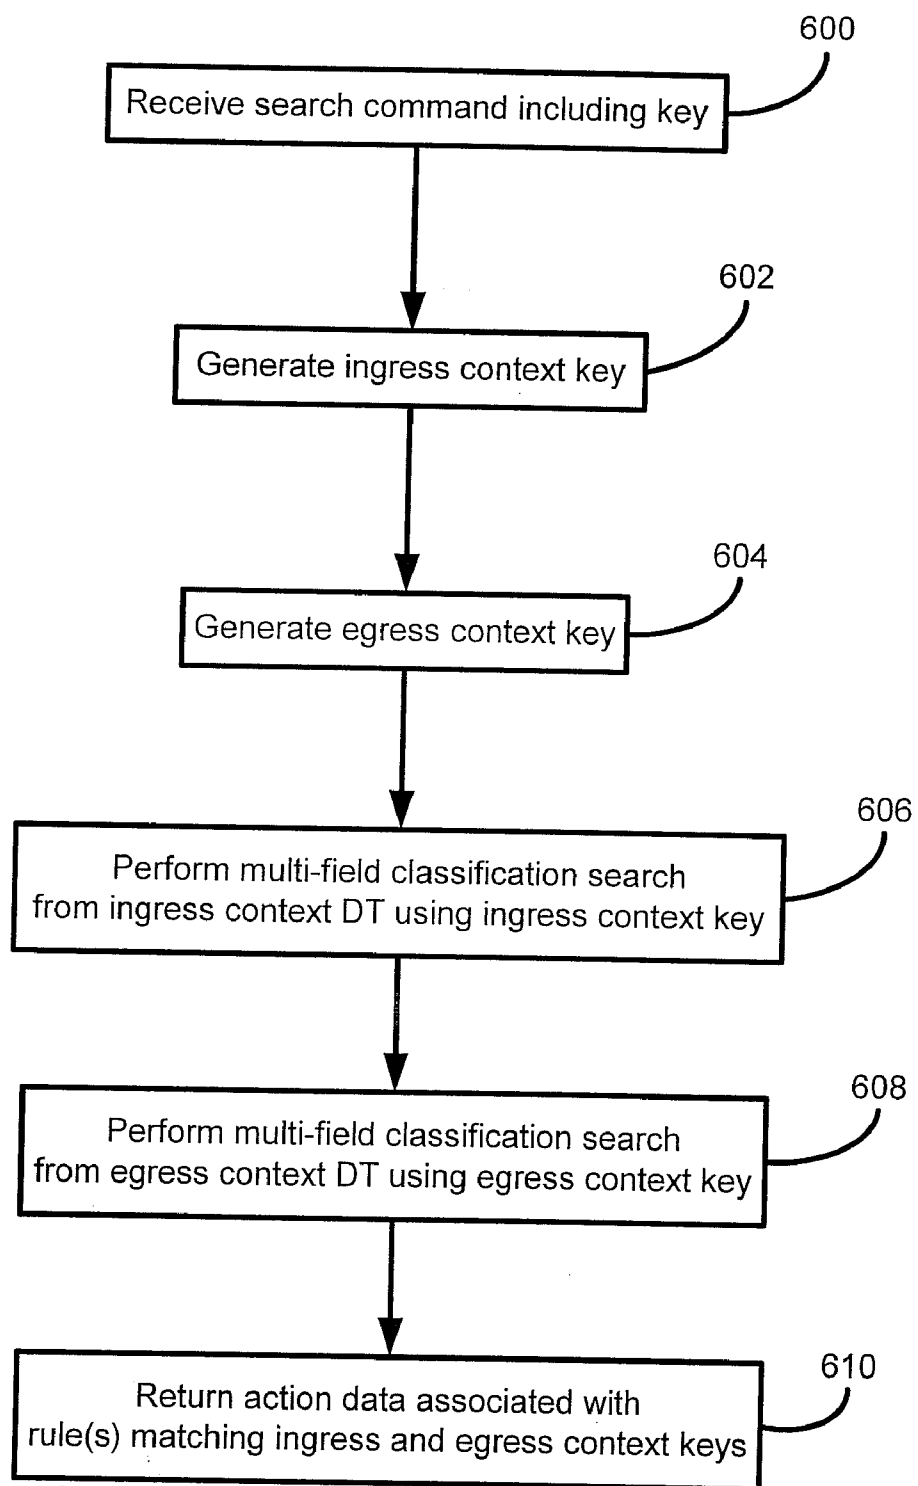 600
Receive search command including key
602
Generate ingress context key
604
Generate egress context key
606
Perform multi-field classification search
from ingress context DT using ingress context key
608
Perform multi-field classification search
from egress context DT using egress context key
610
Return action data associated with
rule(s) matching ingress and egress context keys